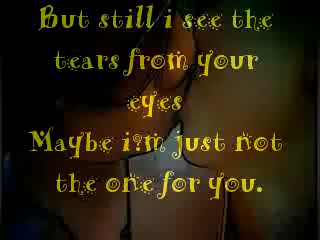 But still i see the
tears from your
eyes
Maybe i?m just not
the one for you.